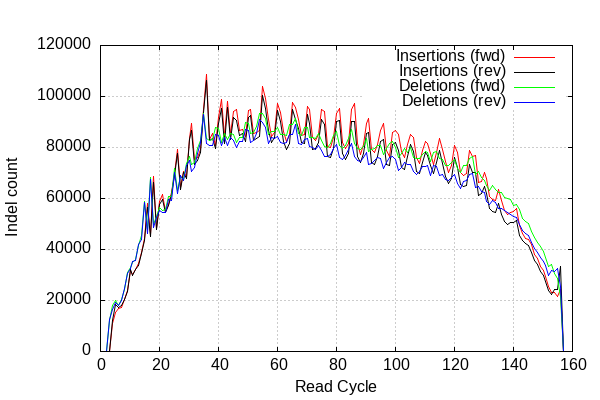 120000
100000
80000
60000
40000
20000
0
Indel count
Insertions (fwd)
Insertions (rev)
Deletions (fwd)
Deletions (rev)
0 20 40 60 80 100 120 140 160
Read Cycle